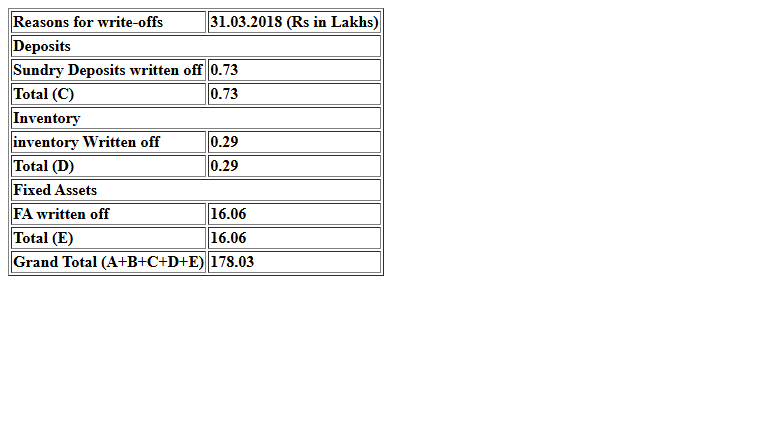 Reasons for write-offs 31.03.2018 (Rs in Lakhs)
Deposits
Sundry Deposits written off 0.73
Total (C) 0.73
Inventory
inventory Written off 0.29
Total (D) 0.29
Fixed Assets
FA written off 16.06
Total (E) 16.06
Grand Total (A+B+C+D+E) 178.03